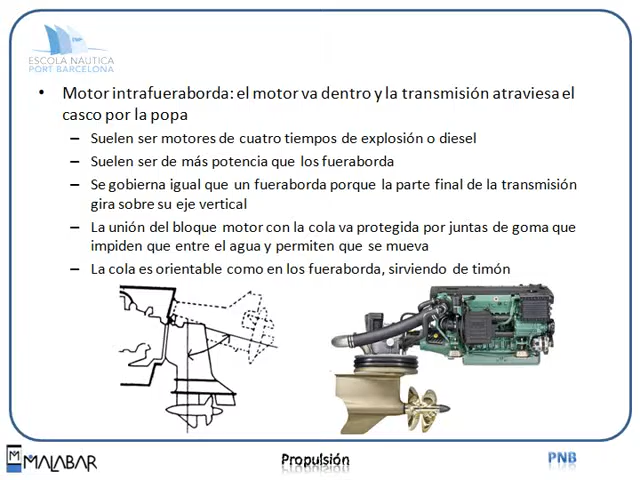 ESCOLA NÀUTICA
PORT BARCELONA
• Motor intrafueraborda: el motor va dentro y la transmisión atraviesa el
casco por la popa
– Suelen ser motores de cuatro tiempos de explosión o diesel
– Suelen ser de más potencia que los fueraborda
– Se gobierna igual que un fueraborda porque la parte final de la transmisión
gira sobre su eje vertical
– La unión del bloque motor con la cola va protegida por juntas de goma que
impiden que entre el agua y permiten que se mueva
– La cola es orientable como en los fueraborda, sirviendo de timón
MALABAR
Propulsión
PNB